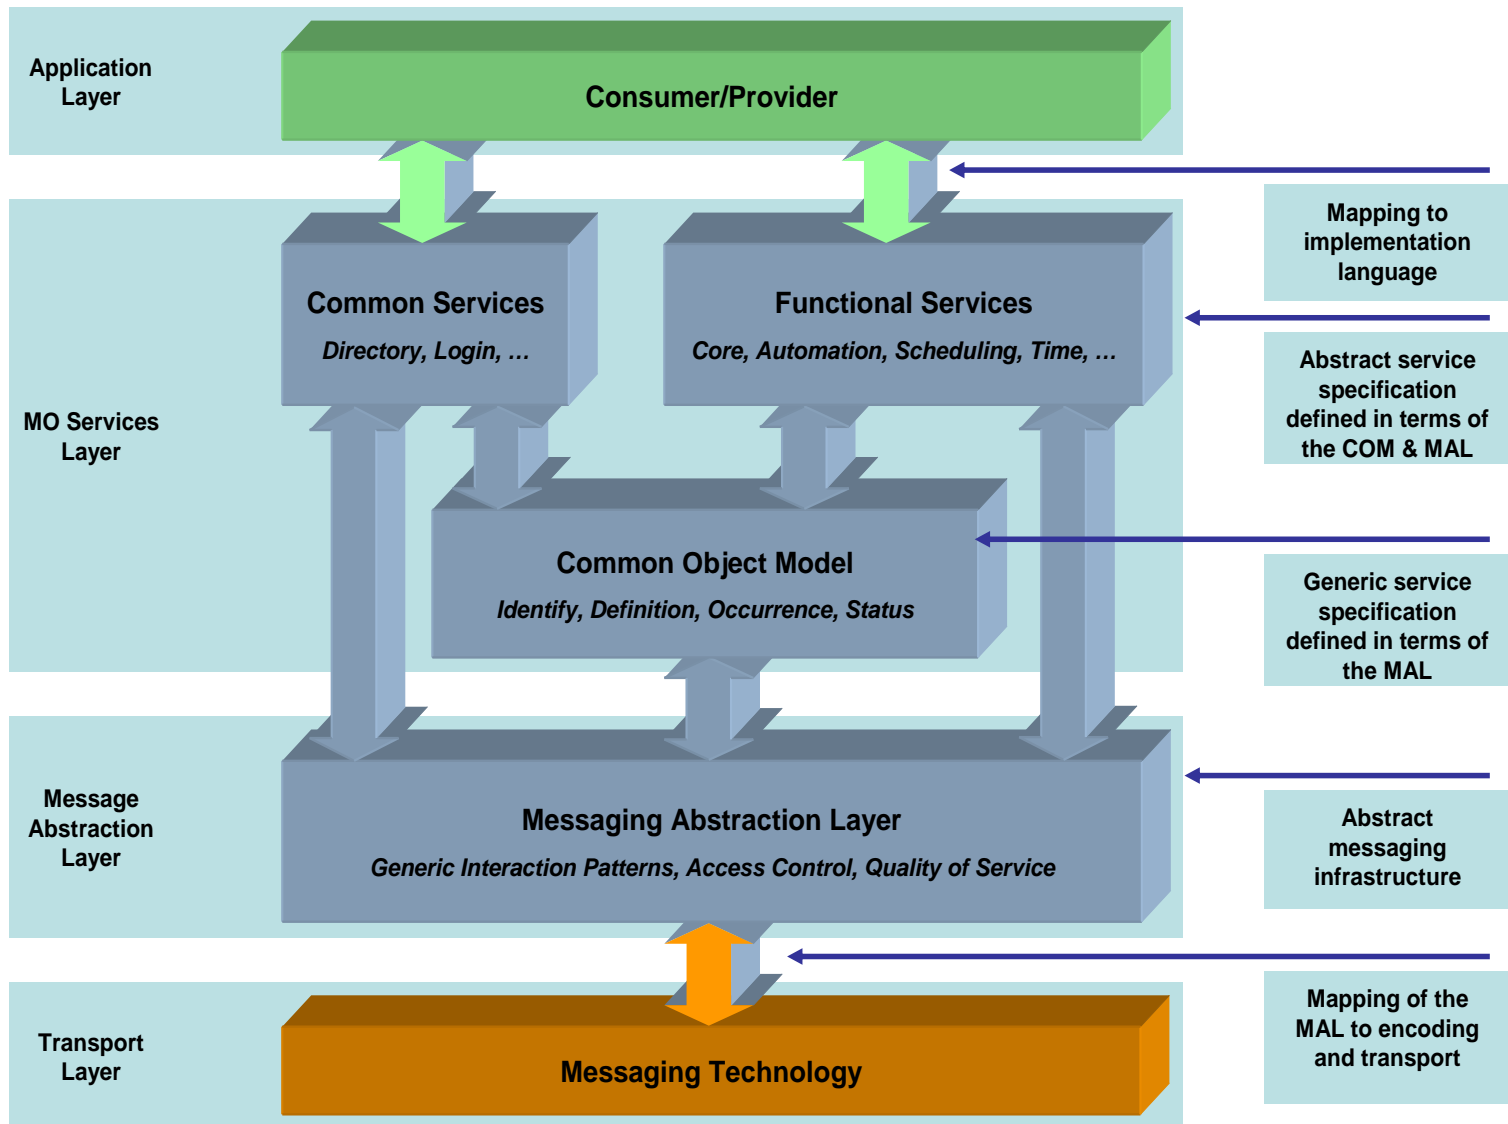 Application
Layer
Consumer/Provider
Mapping to
implementation
language
Common Services
Directory, Login, …
Functional Services
Core, Automation, Scheduling, Time, …
Abstract service
specification
defined in terms of
the COM & MAL
MO Services
Layer
Common Object Model
Identify, Definition, Occurrence, Status
Generic service
specification
defined in terms of
the MAL
Message
Abstraction
Layer
Messaging Abstraction Layer
Generic Interaction Patterns, Access Control, Quality of Service
Abstract
messaging
infrastructure
Mapping of the
MAL to encoding
and transport
Transport
Layer
Messaging Technology